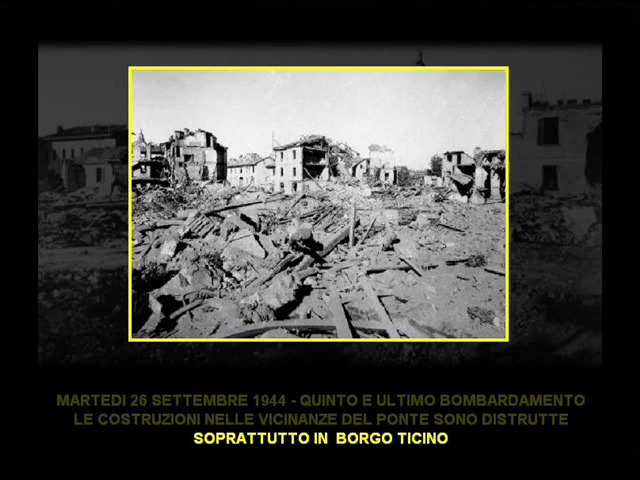 MARTEDI 26 SETTEMBRE 1944 - QUINTO E ULTIMO BOMBARDAMENTO
LE COSTRUZIONI NELLE VICINANZE DEL PONTE SONO DISTRUTTE
SOPRATTUTTO IN BORGO TICINO